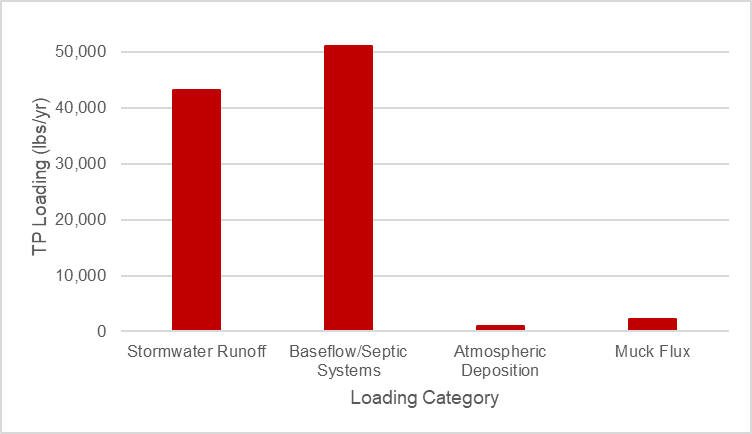 50,000
40,000
30,000
20,000
10,000
0
TP Loading (lbs/yr)
Stormwater Runoff
Baseflow/Septic
Systems
Atmospheric
Deposition
Muck Flux
Loading Category